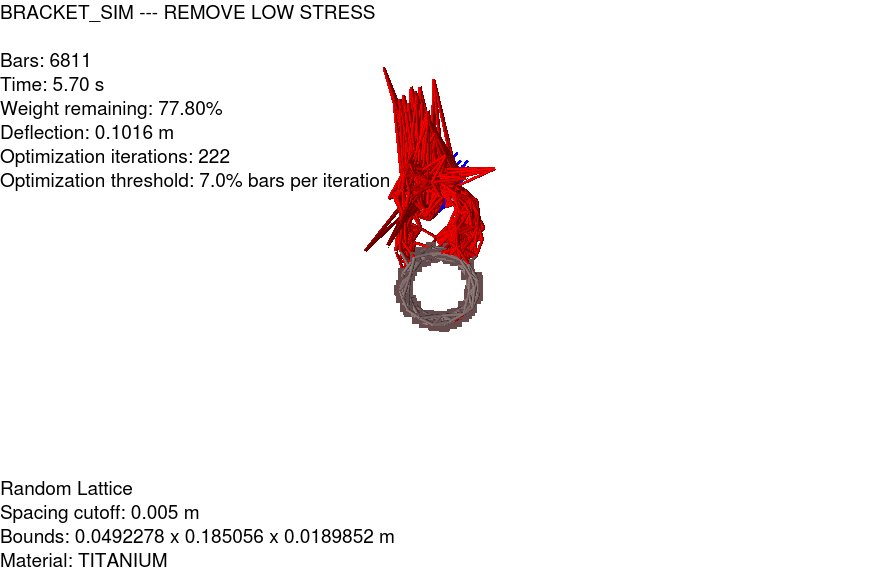 BRACKET_SIM --- REMOVE LOW STRESS
Bars: 6811
Time: 5.70 s
Weight remaining: 77.80%
Deflection: 0.1016 m
Optimization iterations: 222
Optimization threshold: 7.0% bars per iteration
Random Lattice
Spacing cutoff: 0.005 m
Bounds: 0.0492278 x 0.185056 x 0.0189852 m
Material: TITANIUM